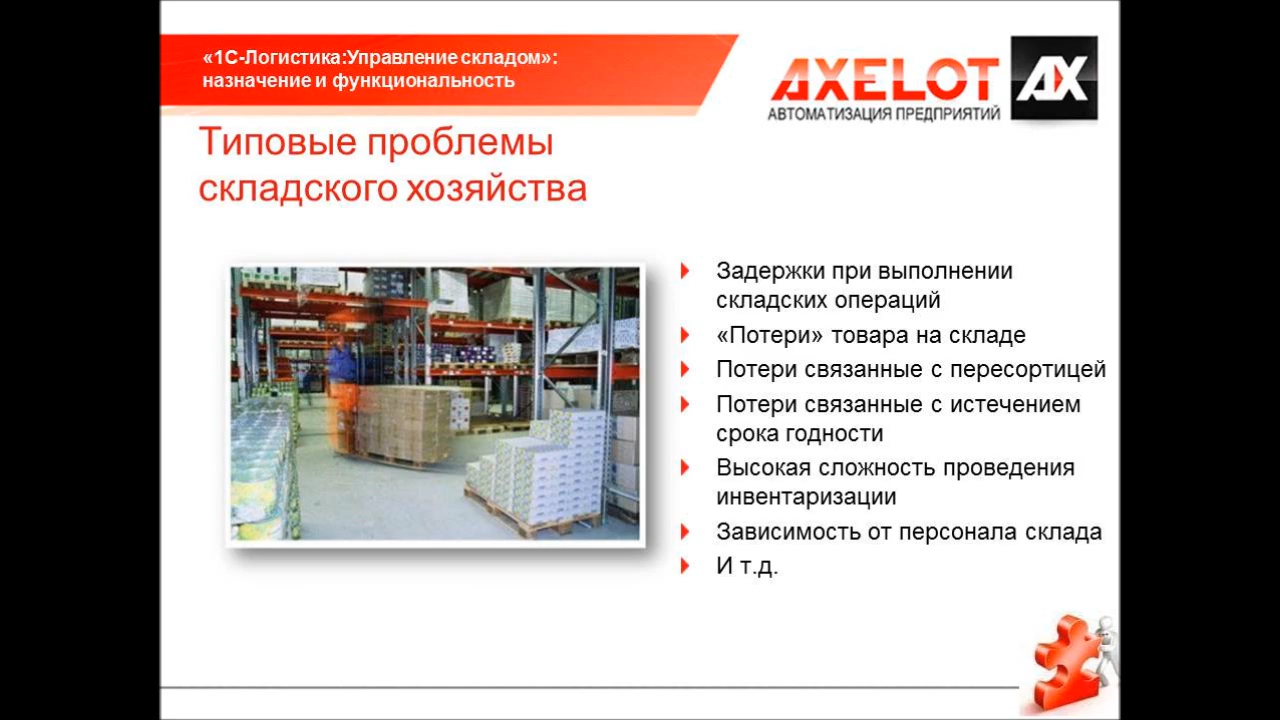 «1С-Логистика:Управление складом»:
назначение и функциональность
AXELOT
AX
АВТОМАТИЗАЦИЯ ПРЕДПРИЯТИЙ
Типовые проблемы
складского хозяйства
Задержки при выполнении
складских операций
«Потери» товара на складе
Потери связанные с пересортицей
Потери связанные с истечением
срока годности
Высокая сложность проведения
инвентаризации
Зависимость от персонала склада
И т.д.